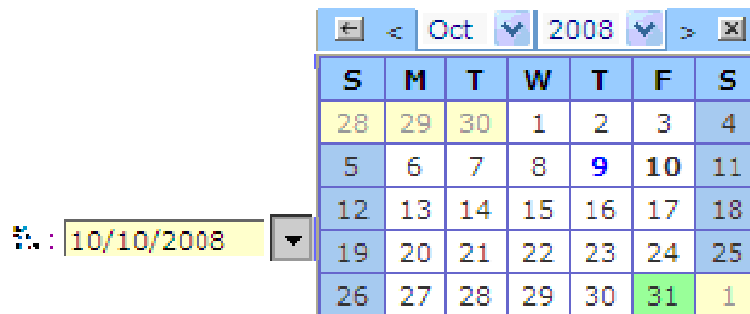 ← < Oct 2008 > x
S M T W T F S
28 29 30 1 2 3 4
5 6 7 8 9 10 11
12 13 14 15 16 17 18
: 10/10/2008
19 20 21 22 23 24 25
26 27 28 29 30 31 1